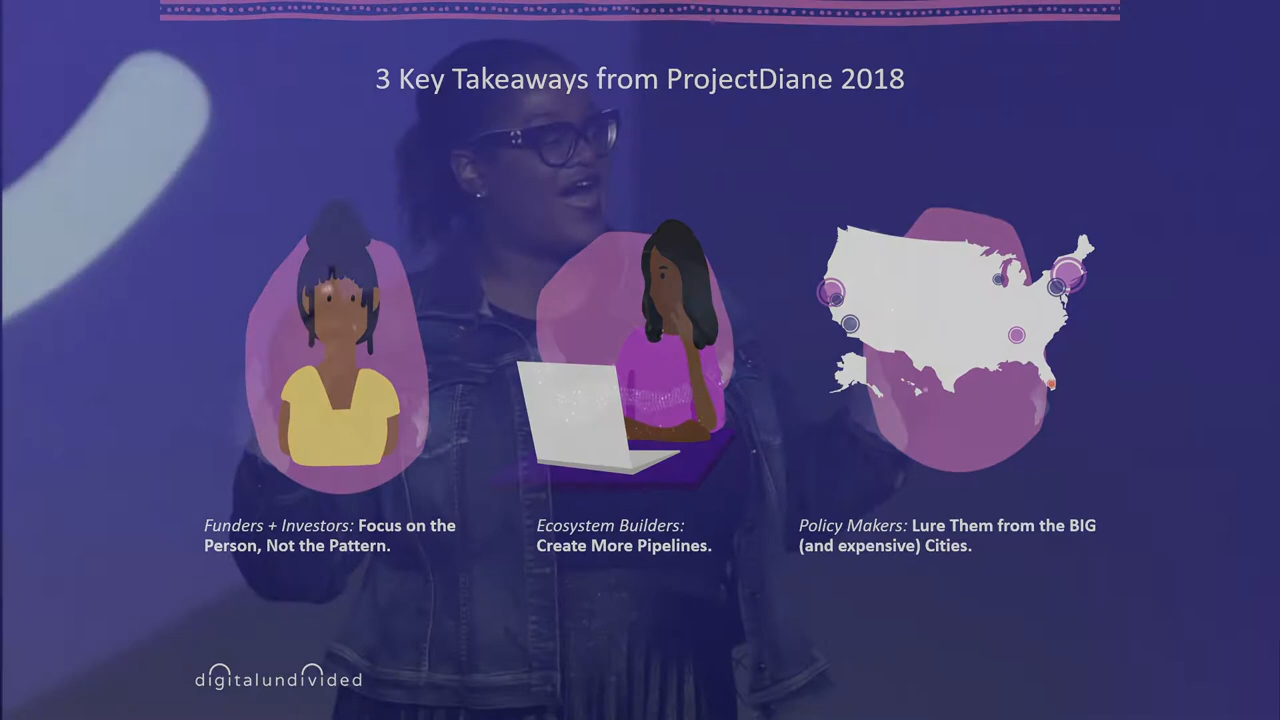 3 Key Takeaways from ProjectDiane 2018
Funders + Investors: Focus on the
Person, Not the Pattern.
Ecosystem Builders:
Create More Pipelines.
Policy Makers: Lure Them from the BIG
(and expensive) Cities.
digitalundivided